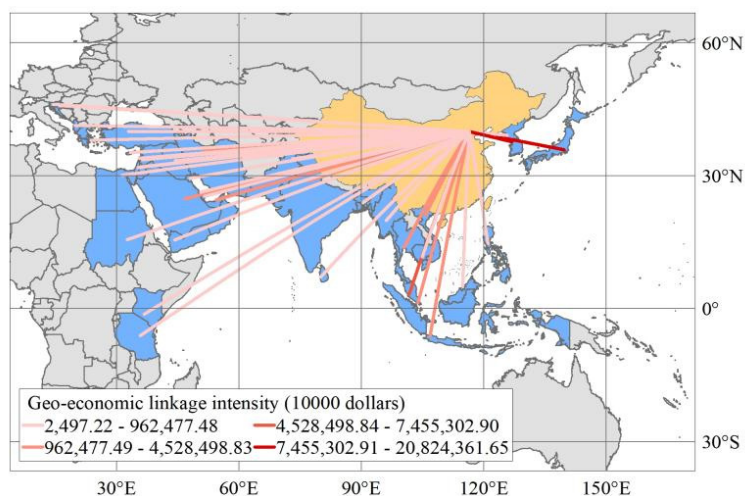 60°N
30°N
0°
30°S
Geo-economic linkage intensity (10000 dollars)
2,497.22 - 962,477.48 4,528,498.84 - 7,455,302.90
962,477.49 - 4,528,498.83 7,455,302.91 - 20,824,361.65
30°E 60°E 90°E 120°E 150°E